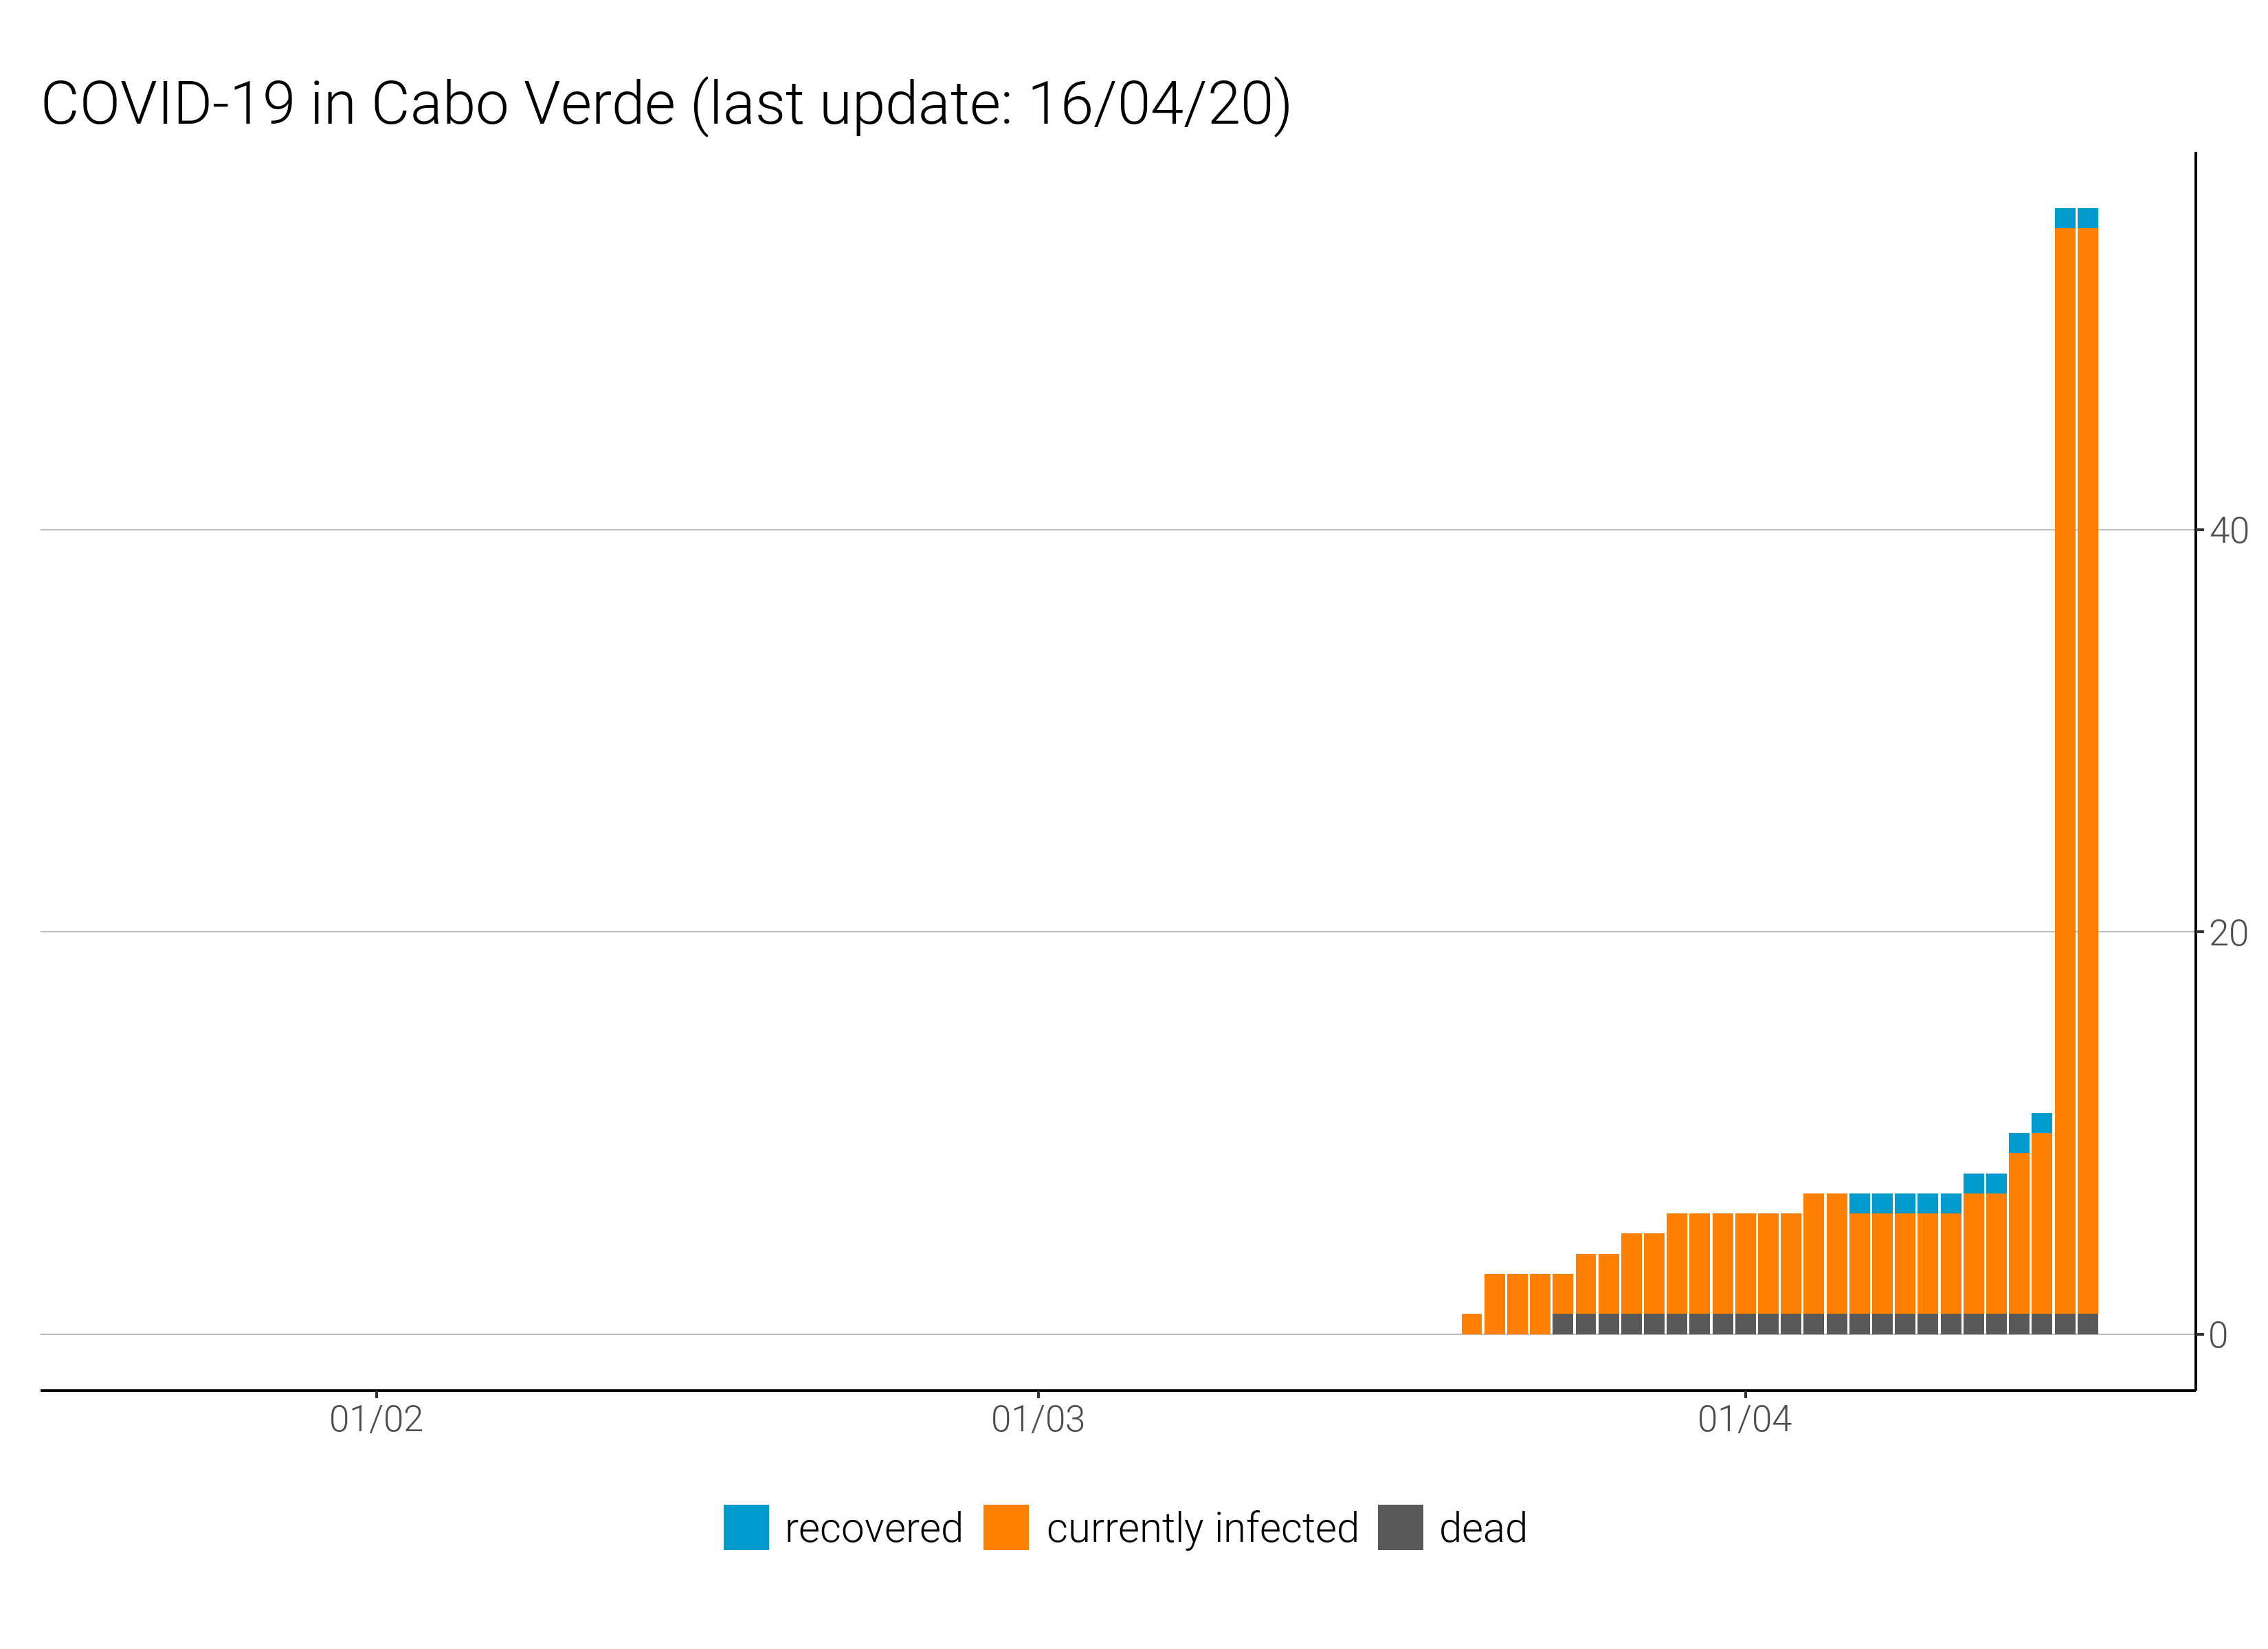 COVID-19 in Cabo Verde (last update: 16/04/20)
40
20
0
01/02 01/03 01/04
recovered currently infected dead